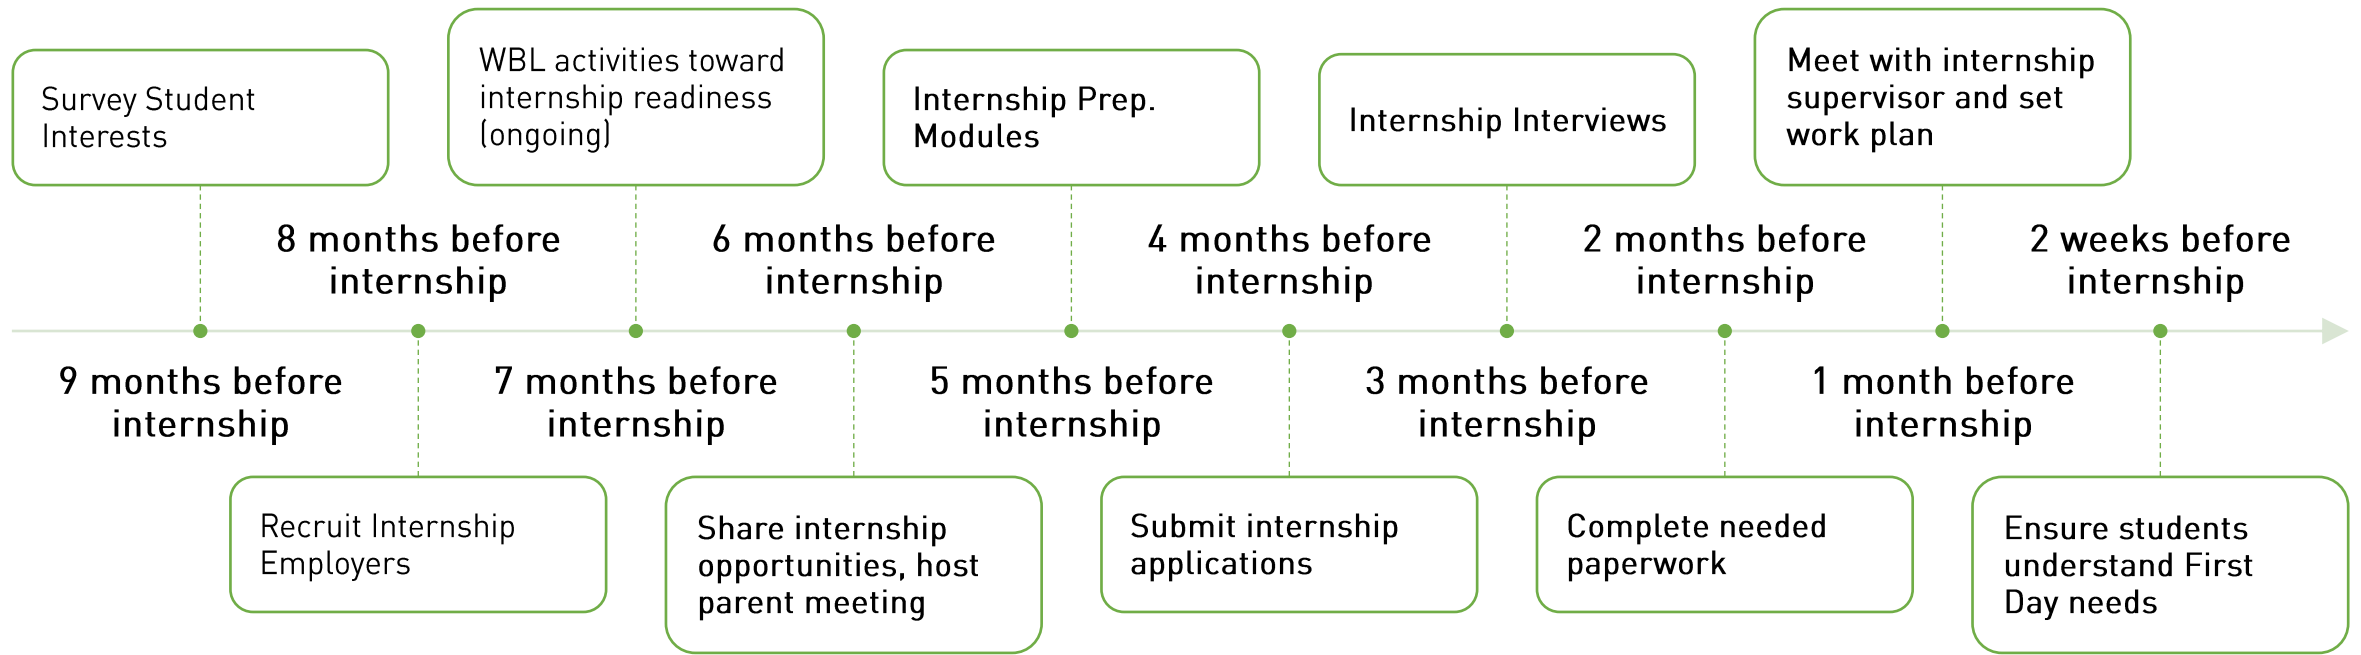 Survey Student
Interests
9 months before
internship
8 months before
internship
Recruit Internship
Employers
WBL activities toward
internship readiness
(ongoing)
7 months before
internship
6 months before
internship
Share internship
opportunities, host
parent meeting
Internship Prep.
Modules
5 months before
internship
4 months before
internship
Submit internship
applications
Internship Interviews
3 months before
internship
2 months before
internship
Complete needed
paperwork
Meet with internship
supervisor and set
work plan
1 month before
internship
2 weeks before
internship
Ensure students
understand First
Day needs